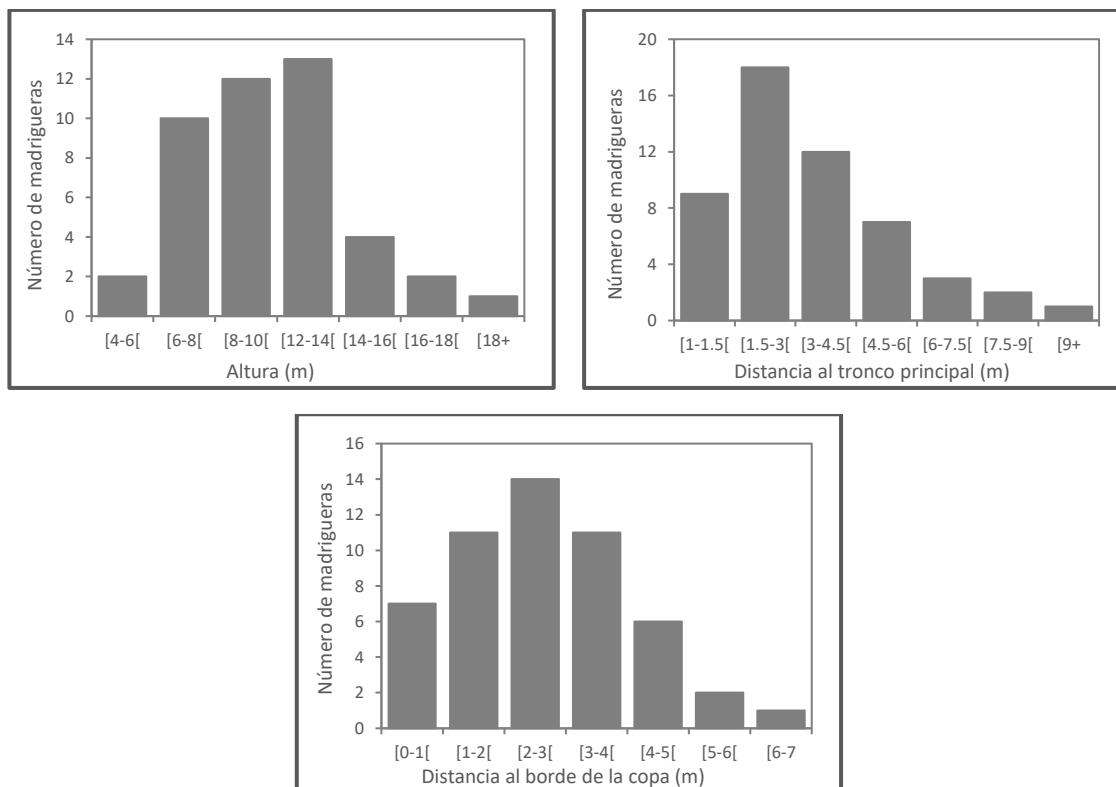 Número de madrigueras
14
12
10
8
6
4
2
0
[4-6[ [6-8[ [8-10[ [12-14[ [14-16[ [16-18[ [18+
Altura (m)
Número de madrigueras
20
16
12
8
4
0
[1-1.5[ [1.5-3[ [3-4.5[ [4.5-6[ [6-7.5[ [7.5-9[ [9+
Distancia al tronco principal (m)
Número de madrigueras
16
14
12
10
8
6
4
2
0
[0-1[ [1-2[ [2-3[ [3-4[ [4-5[ [5-6[ [6-7
Distancia al borde de la copa (m)